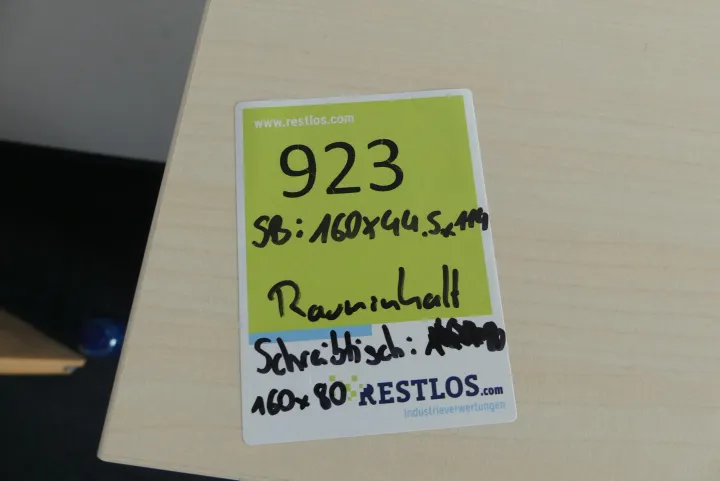 www.restlos.com
923
SB: 160x44.5x114
Rauminhalt
Schreibtisch:
160x80
RESTLOS.com
Industrieverwertungen